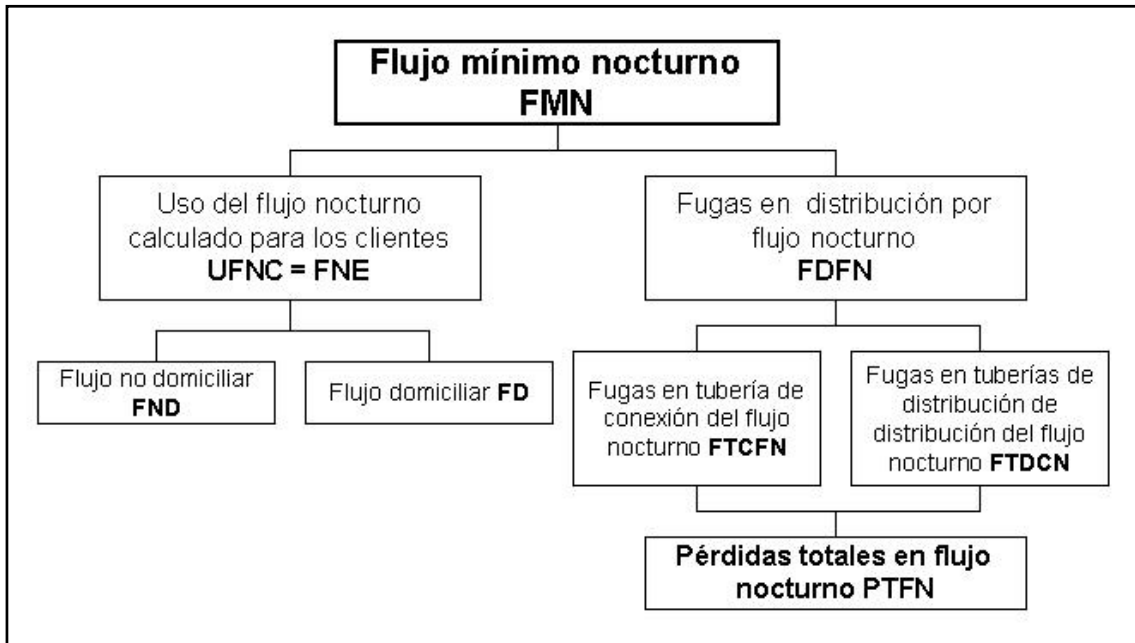 Flujo mínimo nocturno
FMN
Uso del flujo nocturno
calculado para los clientes
UFNC = FNE
Fugas en distribución por
flujo nocturno
FDFN
Flujo no domiciliar
FND
Flujo domiciliar FD
Fugas en tubería de
conexión del flujo
nocturno FTCFN
Fugas en tuberías de
distribución de
distribución del flujo
nocturno FTDCN
Pérdidas totales en flujo
nocturno PTFN